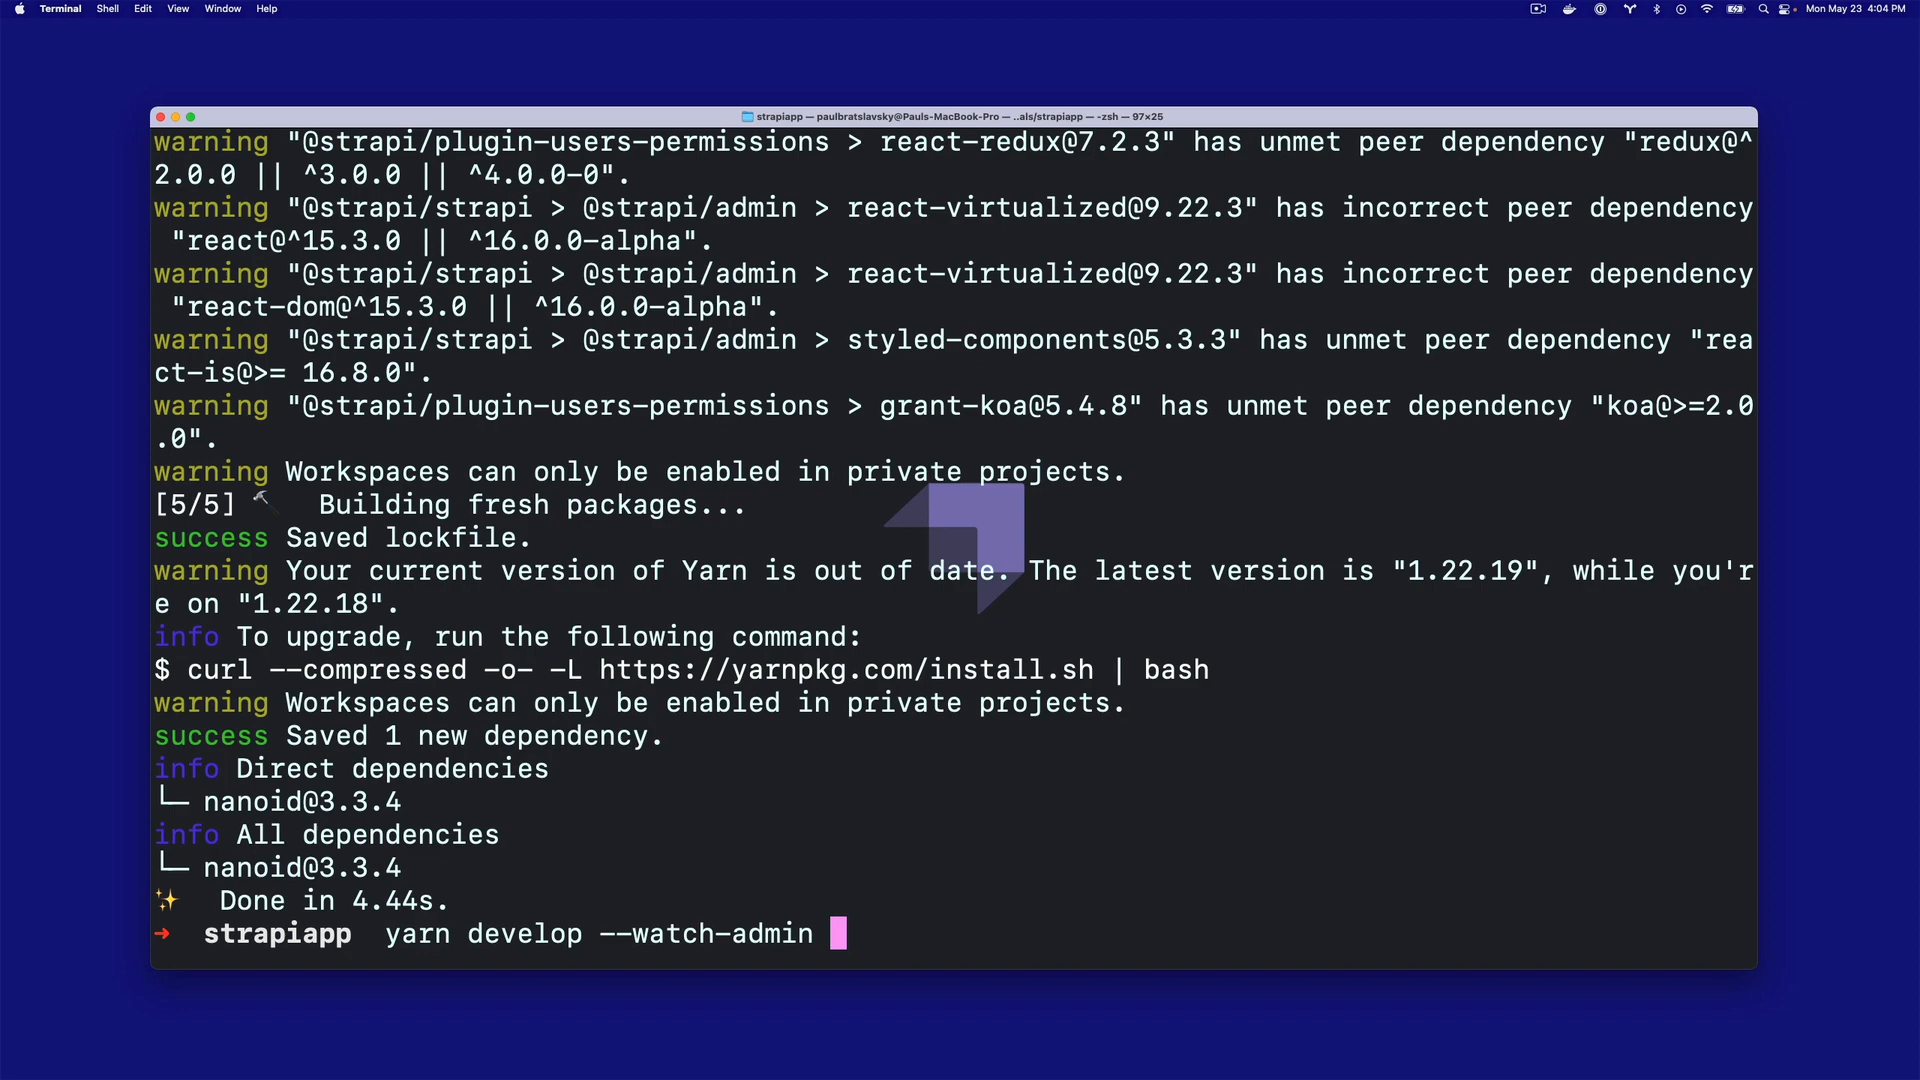 Terminal Shell Edit View Window Help Mon May 23 4:04 PM
strapiapp — paulbratslavsky@Pauls-MacBook-Pro — ..als/strapiapp — -zsh — 97×25
warning "@strapi/plugin-users-permissions > react-redux@7.2.3" has unmet peer dependency "redux@^
2.0.0 || ^3.0.0 || ^4.0.0-0".
warning "@strapi/strapi > @strapi/admin > react-virtualized@9.22.3" has incorrect peer dependency
"react@^15.3.0 || ^16.0.0-alpha".
warning "@strapi/strapi > @strapi/admin > react-virtualized@9.22.3" has incorrect peer dependency
"react-dom@^15.3.0 || ^16.0.0-alpha".
warning "@strapi/strapi > @strapi/admin > styled-components@5.3.3" has unmet peer dependency "rea
ct-is@>= 16.8.0".
warning "@strapi/plugin-users-permissions > grant-koa@5.4.8" has unmet peer dependency "koa@>=2.0
.0".
warning Workspaces can only be enabled in private projects.
[5/5] 🔨 Building fresh packages...
success Saved lockfile.
warning Your current version of Yarn is out of date. The latest version is "1.22.19", while you'r
e on "1.22.18".
info To upgrade, run the following command:
$ curl --compressed -o- -L https://yarnpkg.com/install.sh | bash
warning Workspaces can only be enabled in private projects.
success Saved 1 new dependency.
info Direct dependencies
└─ nanoid@3.3.4
info All dependencies
└─ nanoid@3.3.4
✨ Done in 4.44s.
➜ strapiapp yarn develop --watch-admin